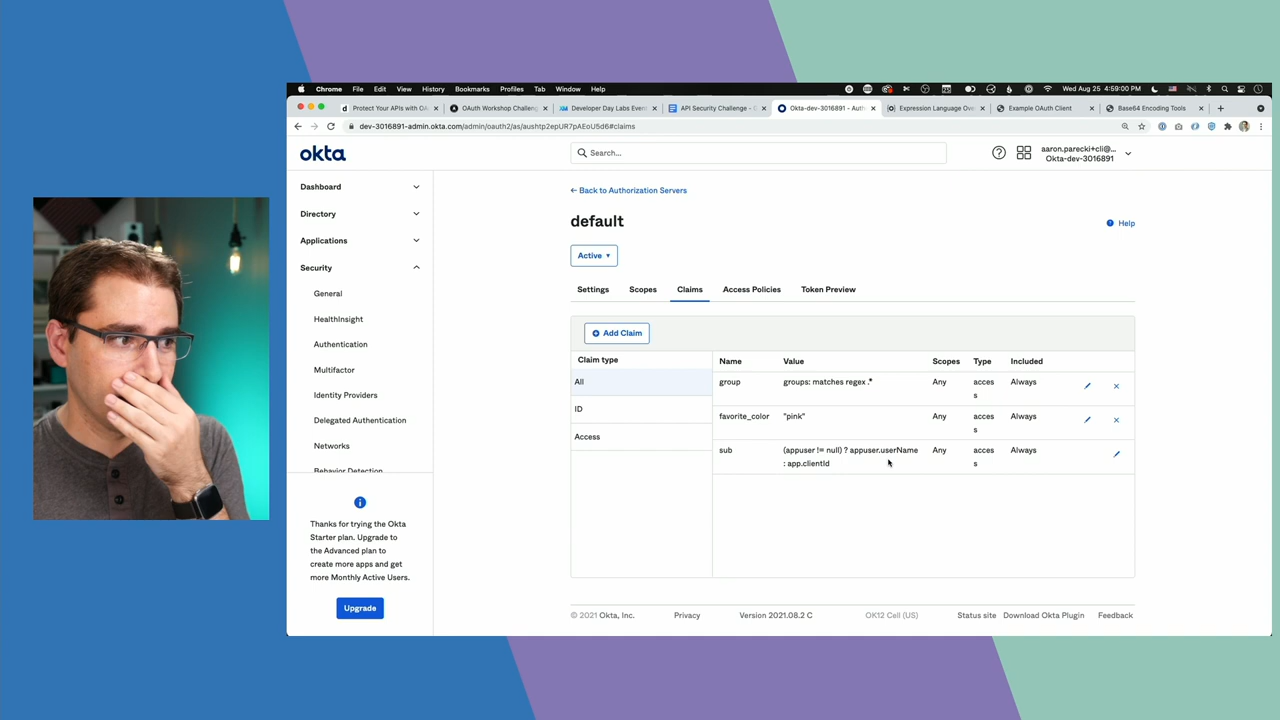 Chrome File Edit View History Bookmarks Profiles Tab Window Help
Wed Aug 25 4:59:00 PM
Protect Your APIs with OA
OAuth Workshop Challeng
Developer Day Labs Even
API Security Challenge -
Okta-dev-3016891 - Auth
Expression Language Ove
Example OAuth Client
Base64 Encoding Tools
dev-3016891-admin.okta.com/admin/oauth2/as/aushtp2epUR7pAEoU5d6#claims
okta
Search...
aaron.parecki+cli@...
Okta-dev-3016891
Dashboard
Directory
Applications
Security
General
HealthInsight
Authentication
Multifactor
Identity Providers
Delegated Authentication
Networks
Behavior Detection
Thanks for trying the Okta
Starter plan. Upgrade to
the Advanced plan to
create more apps and get
more Monthly Active Users.
Upgrade
← Back to Authorization Servers
default
Help
Active
Settings Scopes Claims Access Policies Token Preview
Add Claim
Claim type
All
ID
Access
Name Value Scopes Type Included
group groups: matches regex .* Any acces Always
s
favorite_color "pink" Any acces Always
s
sub (appuser != null) ? appuser.userName Any acces Always
: app.clientId s
© 2021 Okta, Inc. Privacy Version 2021.08.2 C OK12 Cell (US) Status site Download Okta Plugin Feedback